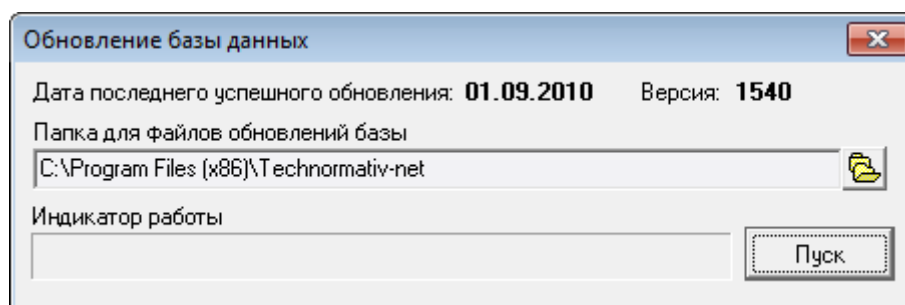 Обновление базы данных
Дата последнего успешного обновления: 01.09.2010 Версия: 1540
Папка для файлов обновлений базы
C:\Program Files (x86)\Technormativ-net
Индикатор работы
Пуск